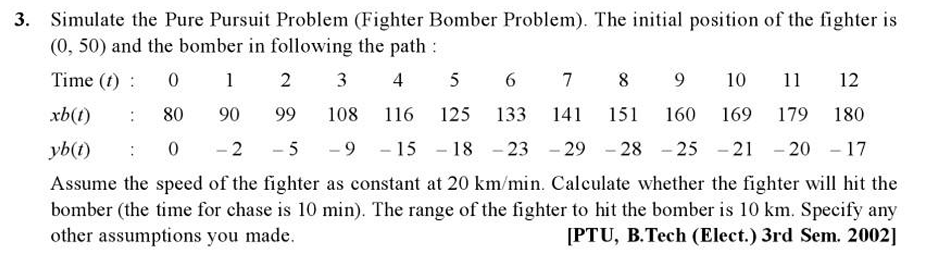 3. Simulate the Pure Pursuit Problem (Fighter Bomber Problem). The initial position of the fighter is
(0, 50) and the bomber in following the path :
Time (t) : 0 1 2 3 4 5 6 7 8 9 10 11 12
xb(t) : 80 90 99 108 116 125 133 141 151 160 169 179 180
yb(t) : 0 – 2 – 5 – 9 – 15 – 18 – 23 – 29 – 28 – 25 – 21 – 20 – 17
Assume the speed of the fighter as constant at 20 km/min. Calculate whether the fighter will hit the
bomber (the time for chase is 10 min). The range of the fighter to hit the bomber is 10 km. Specify any
other assumptions you made. [PTU, B.Tech (Elect.) 3rd Sem. 2002]